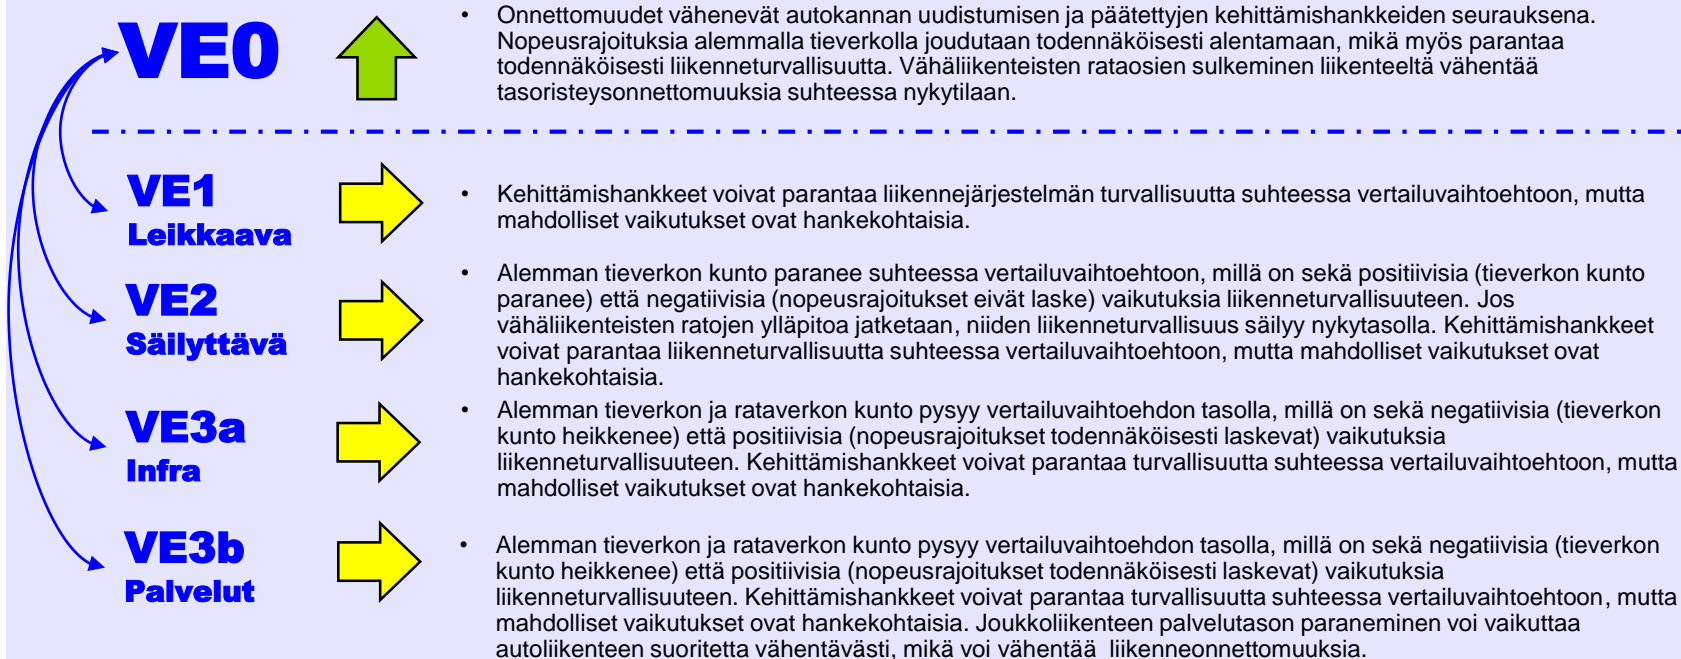 VE0
• Onnettomuudet vähenevät autokannan uudistumisen ja päätettyjen kehittämishankkeiden seurauksena.
Nopeusrajoituksia alemmalla tieverkolla joudutaan todennäköisesti alentamaan, mikä myös parantaa
todennäköisesti liikenneturvallisuutta. Vähäliikenteisten rataosien sulkeminen liikenteeltä vähentää
tasoristeysonnettomuuksia suhteessa nykytilaan.
VE1
Leikkaava
• Kehittämishankkeet voivat parantaa liikennejärjestelmän turvallisuutta suhteessa vertailuvaihtoehtoon, mutta
mahdolliset vaikutukset ovat hankekohtaisia.
VE2
Säilyttävä
• Alemman tieverkon kunto paranee suhteessa vertailuvaihtoehtoon, millä on sekä positiivisia (tieverkon kunto
paranee) että negatiivisia (nopeusrajoitukset eivät laske) vaikutuksia liikenneturvallisuuteen. Jos
vähäliikenteisten ratojen ylläpitoa jatketaan, niiden liikenneturvallisuus säilyy nykytasolla. Kehittämishankkeet
voivat parantaa liikenneturvallisuutta suhteessa vertailuvaihtoehtoon, mutta mahdolliset vaikutukset ovat
hankekohtaisia.
VE3a
Infra
• Alemman tieverkon ja rataverkon kunto pysyy vertailuvaihtoehdon tasolla, millä on sekä negatiivisia (tieverkon
kunto heikkenee) että positiivisia (nopeusrajoitukset todennäköisesti laskevat) vaikutuksia
liikenneturvallisuuteen. Kehittämishankkeet voivat parantaa turvallisuutta suhteessa vertailuvaihtoehtoon, mutta
mahdolliset vaikutukset ovat hankekohtaisia.
VE3b
Palvelut
• Alemman tieverkon ja rataverkon kunto pysyy vertailuvaihtoehdon tasolla, millä on sekä negatiivisia (tieverkon
kunto heikkenee) että positiivisia (nopeusrajoitukset todennäköisesti laskevat) vaikutuksia
liikenneturvallisuuteen. Kehittämishankkeet voivat parantaa turvallisuutta suhteessa vertailuvaihtoehtoon, mutta
mahdolliset vaikutukset ovat hankekohtaisia. Joukkoliikenteen palvelutason paraneminen voi vaikuttaa
autoliikenteen suoritetta vähentävästi, mikä voi vähentää liikenneonnettomuuksia.